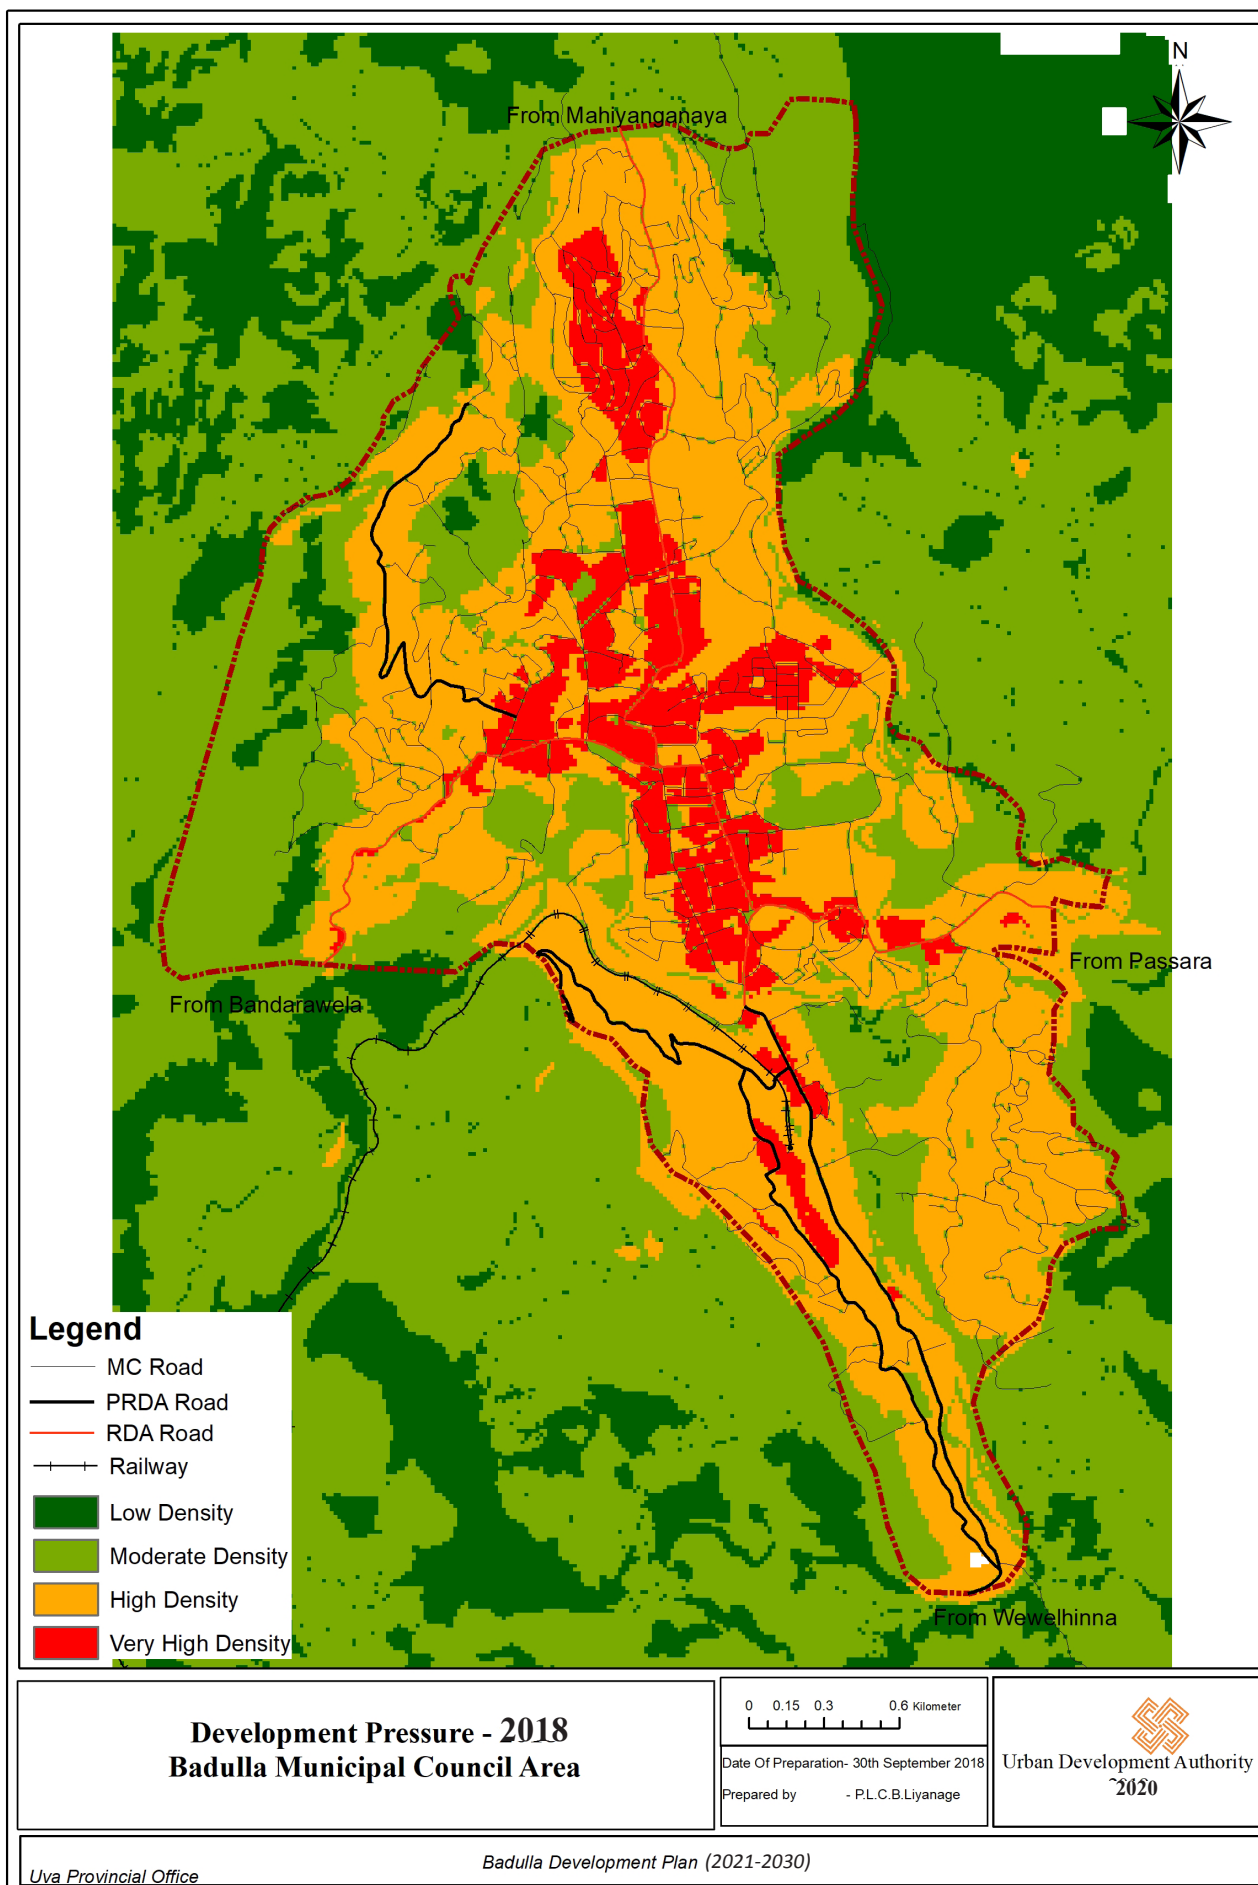 N
From Mahiyanganaya
From Passara
From Bandarawela
From Wewelhinna
Legend
MC Road
PRDA Road
RDA Road
Railway
Low Density
Moderate Density
High Density
Very High Density
Development Pressure - 2018
Badulla Municipal Council Area
0 0.15 0.3 0.6 Kilometer
Date Of Preparation- 30th September 2018
Prepared by - P.L.C.B.Liyanage
Urban Development Authority
2020
Badulla Development Plan (2021-2030)
Uva Provincial Office